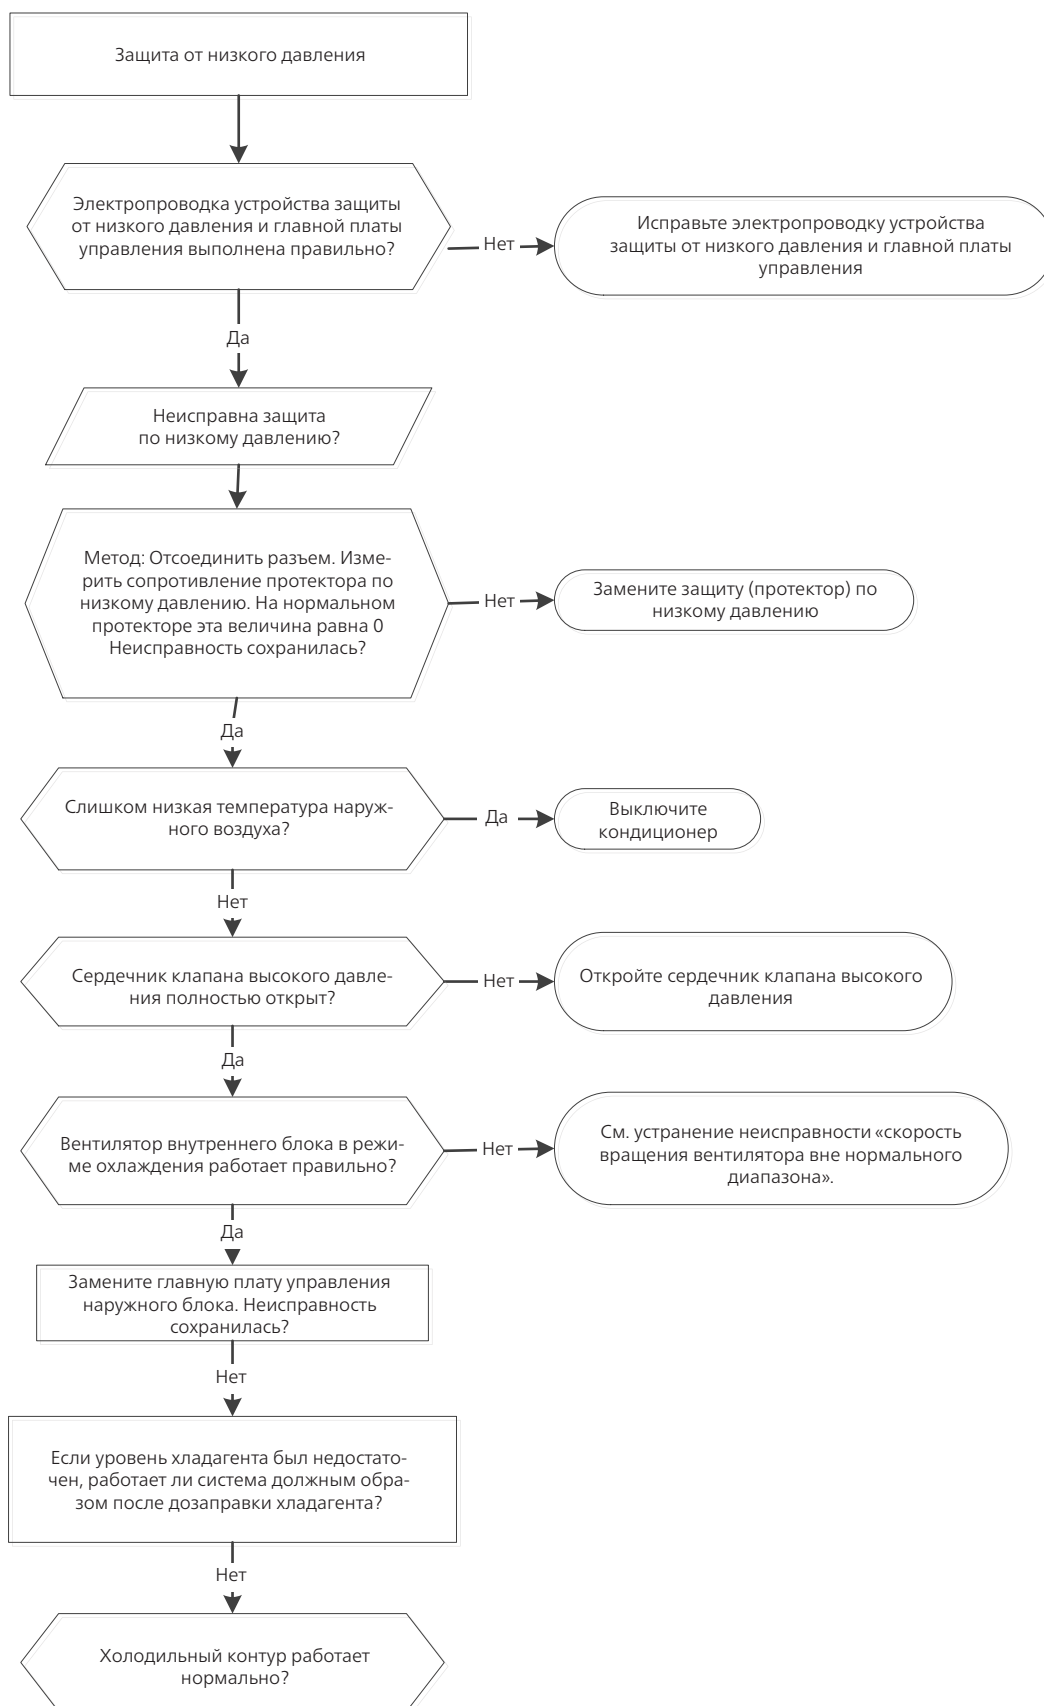 Защита от низкого давления
Электропроводка устройства защиты
от низкого давления и главной платы
управления выполнена правильно?
Нет
Исправьте электропроводку устройства
защиты от низкого давления и главной платы
управления
Да
Неисправна защита
по низкому давлению?
Метод: Отсоединить разъем. Изме-
рить сопротивление протектора по
низкому давлению. На нормальном
протекторе эта величина равна 0
Неисправность сохранилась?
Нет
Замените защиту (протектор) по
низкому давлению
Да
Слишком низкая температура наруж-
ного воздуха?
Да
Выключите
кондиционер
Нет
Сердечник клапана высокого давле-
ния полностью открыт?
Нет
Откройте сердечник клапана высокого
давления
Да
Вентилятор внутреннего блока в режи-
ме охлаждения работает правильно?
Нет
См. устранение неисправности «скорость
вращения вентилятора вне нормального
диапазона».
Да
Замените главную плату управления
наружного блока. Неисправность
сохранилась?
Нет
Если уровень хладагента был недостато-
чен, работает ли система должным обра-
зом после дозаправки хладагента?
Нет
Холодильный контур работает
нормально?